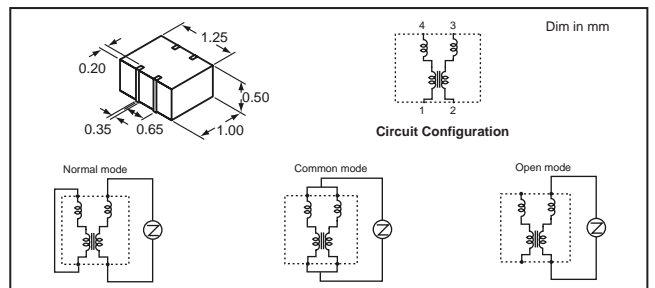 1.25
4 3
Dim in mm
0.20
0.50
0.35
0.65
1.00
1 2
Circuit Configuration
Normal mode
Common mode
Open mode
Z
Z
Z